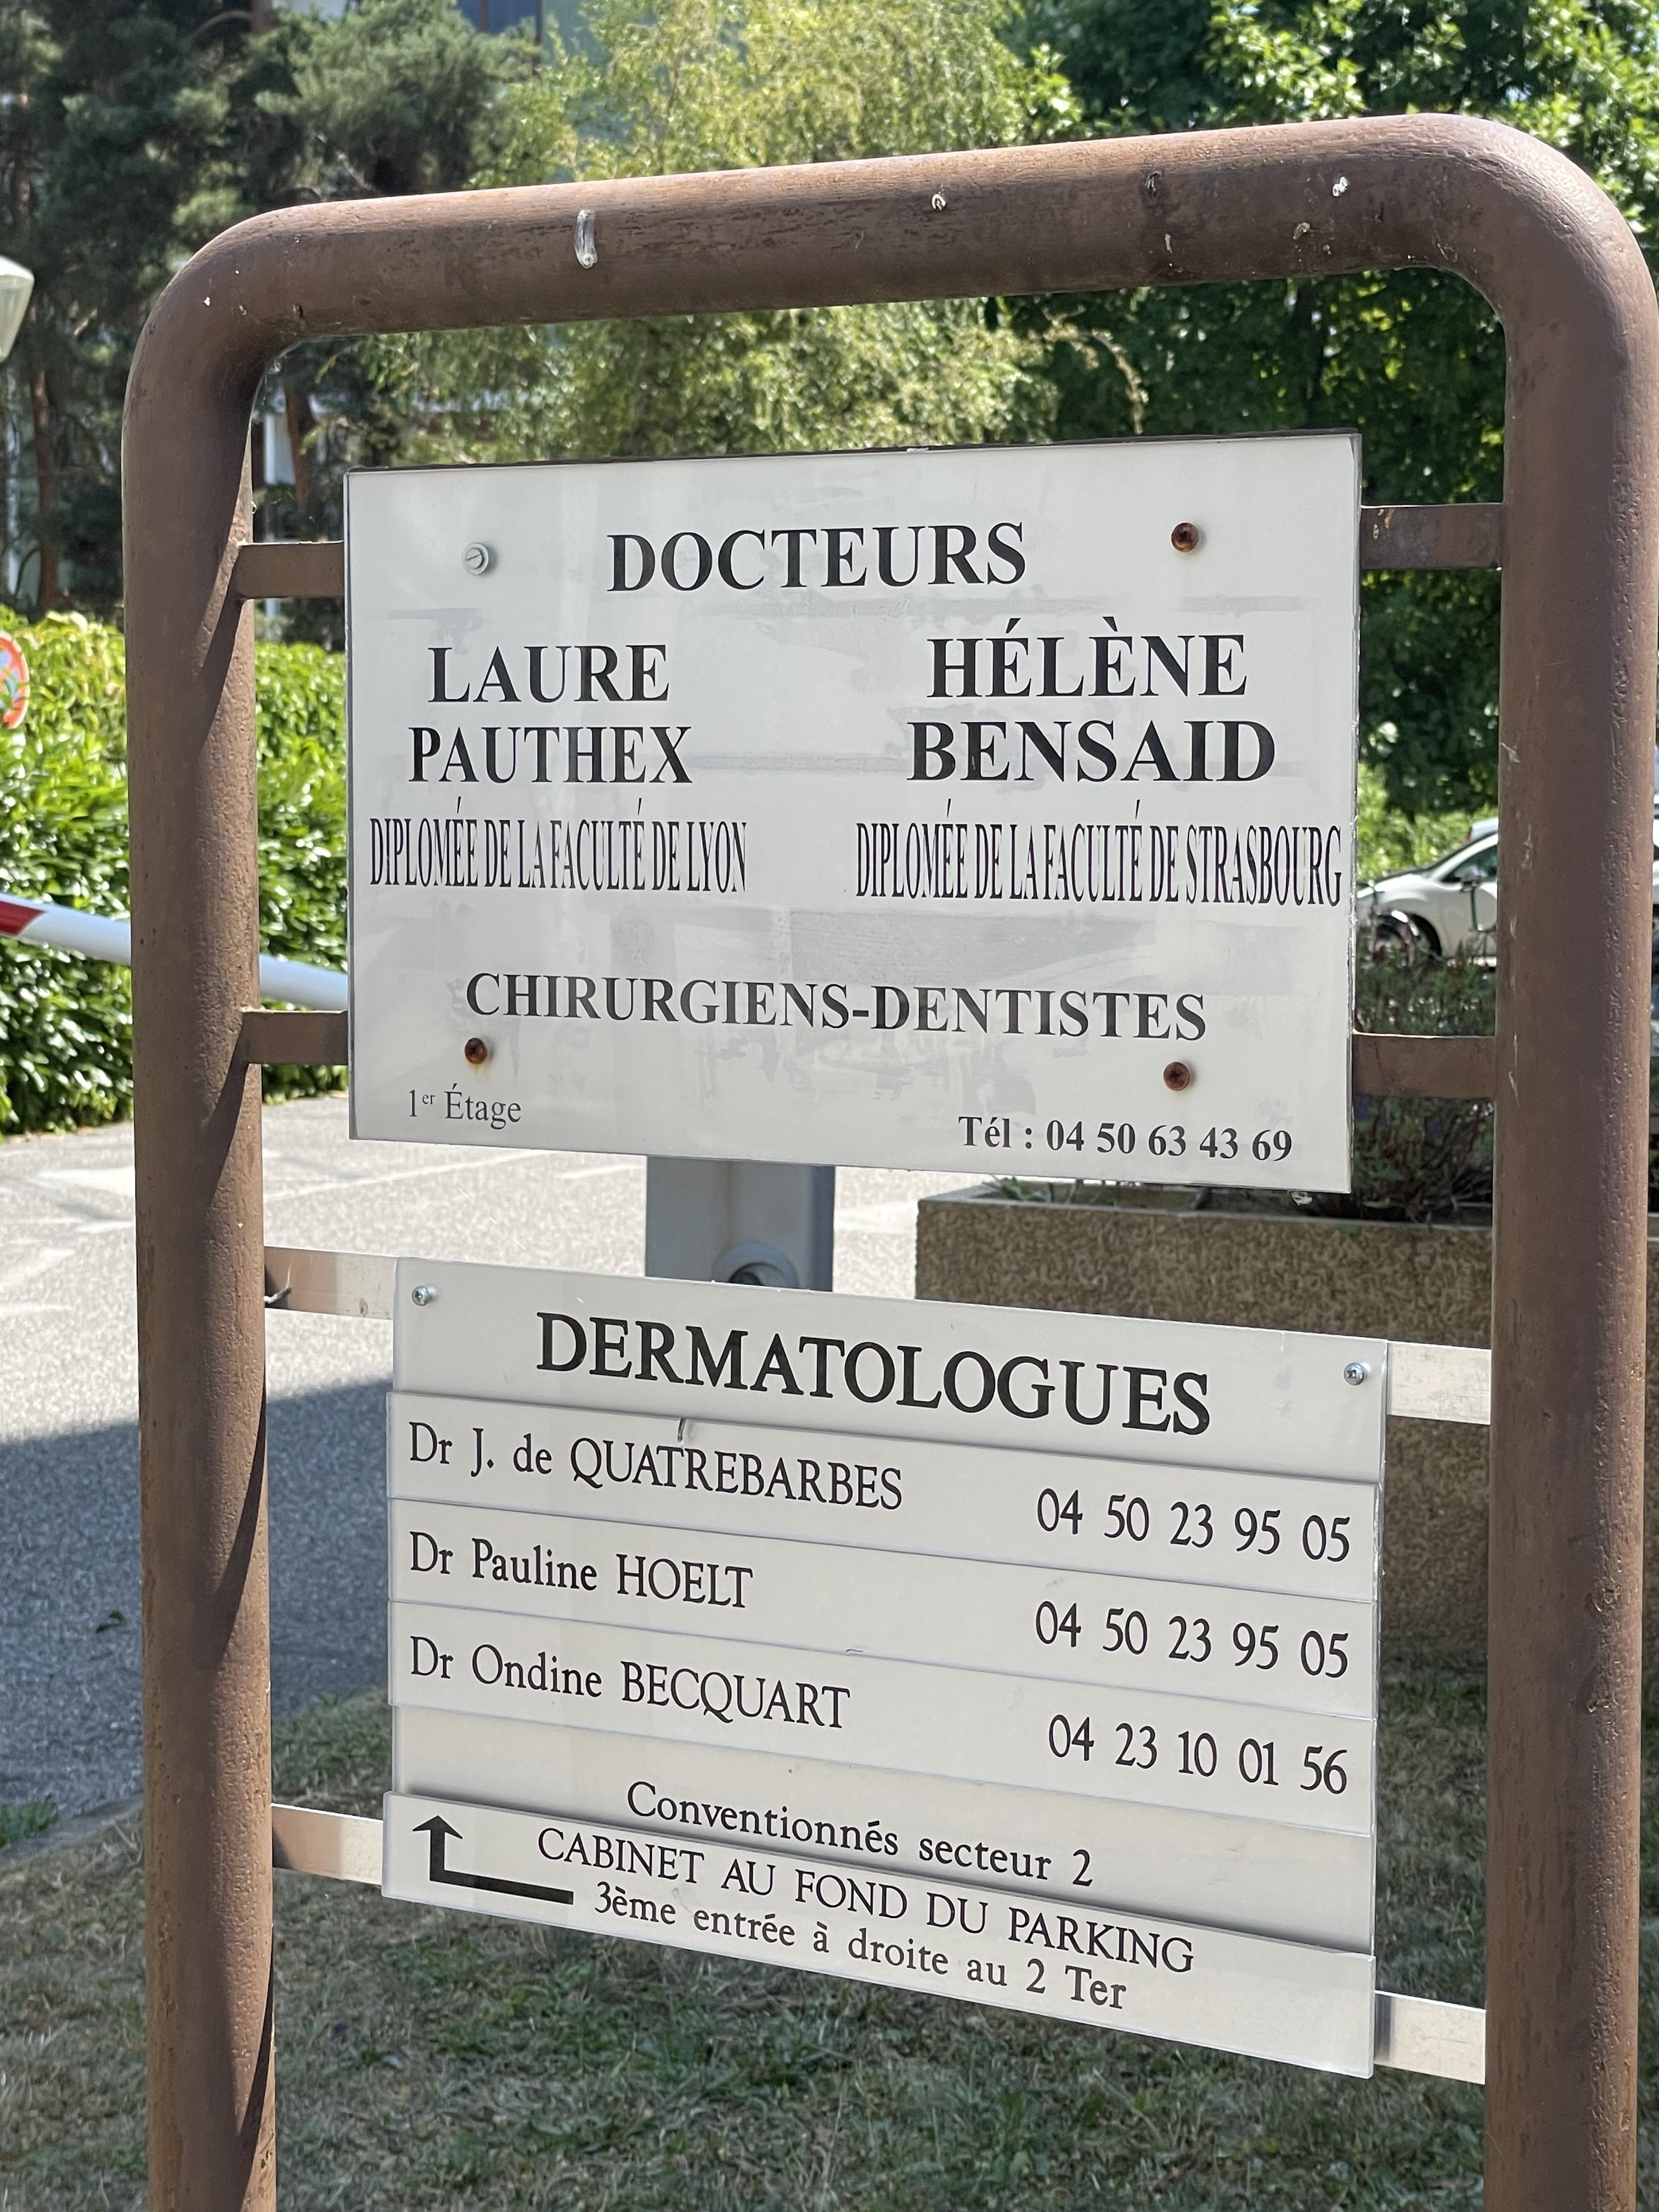 DOCTEURS
LAURE
PAUTHEX
DIPLOMÉE DE LA FACULTÉ DE LYON
HÉLÈNE
BENSAID
DIPLOMÉE DE LA FACULTÉ DE STRASBOURG
CHIRURGIENS-DENTISTES
1er Étage
Tél : 04 50 63 43 69
DERMATOLOGUES
Dr J. de QUATREBARBES 04 50 23 95 05
Dr Pauline HOELT 04 50 23 95 05
Dr Ondine BECQUART 04 23 10 01 56
Conventionnés secteur 2
CABINET AU FOND DU PARKING
3ème entrée à droite au 2 Ter